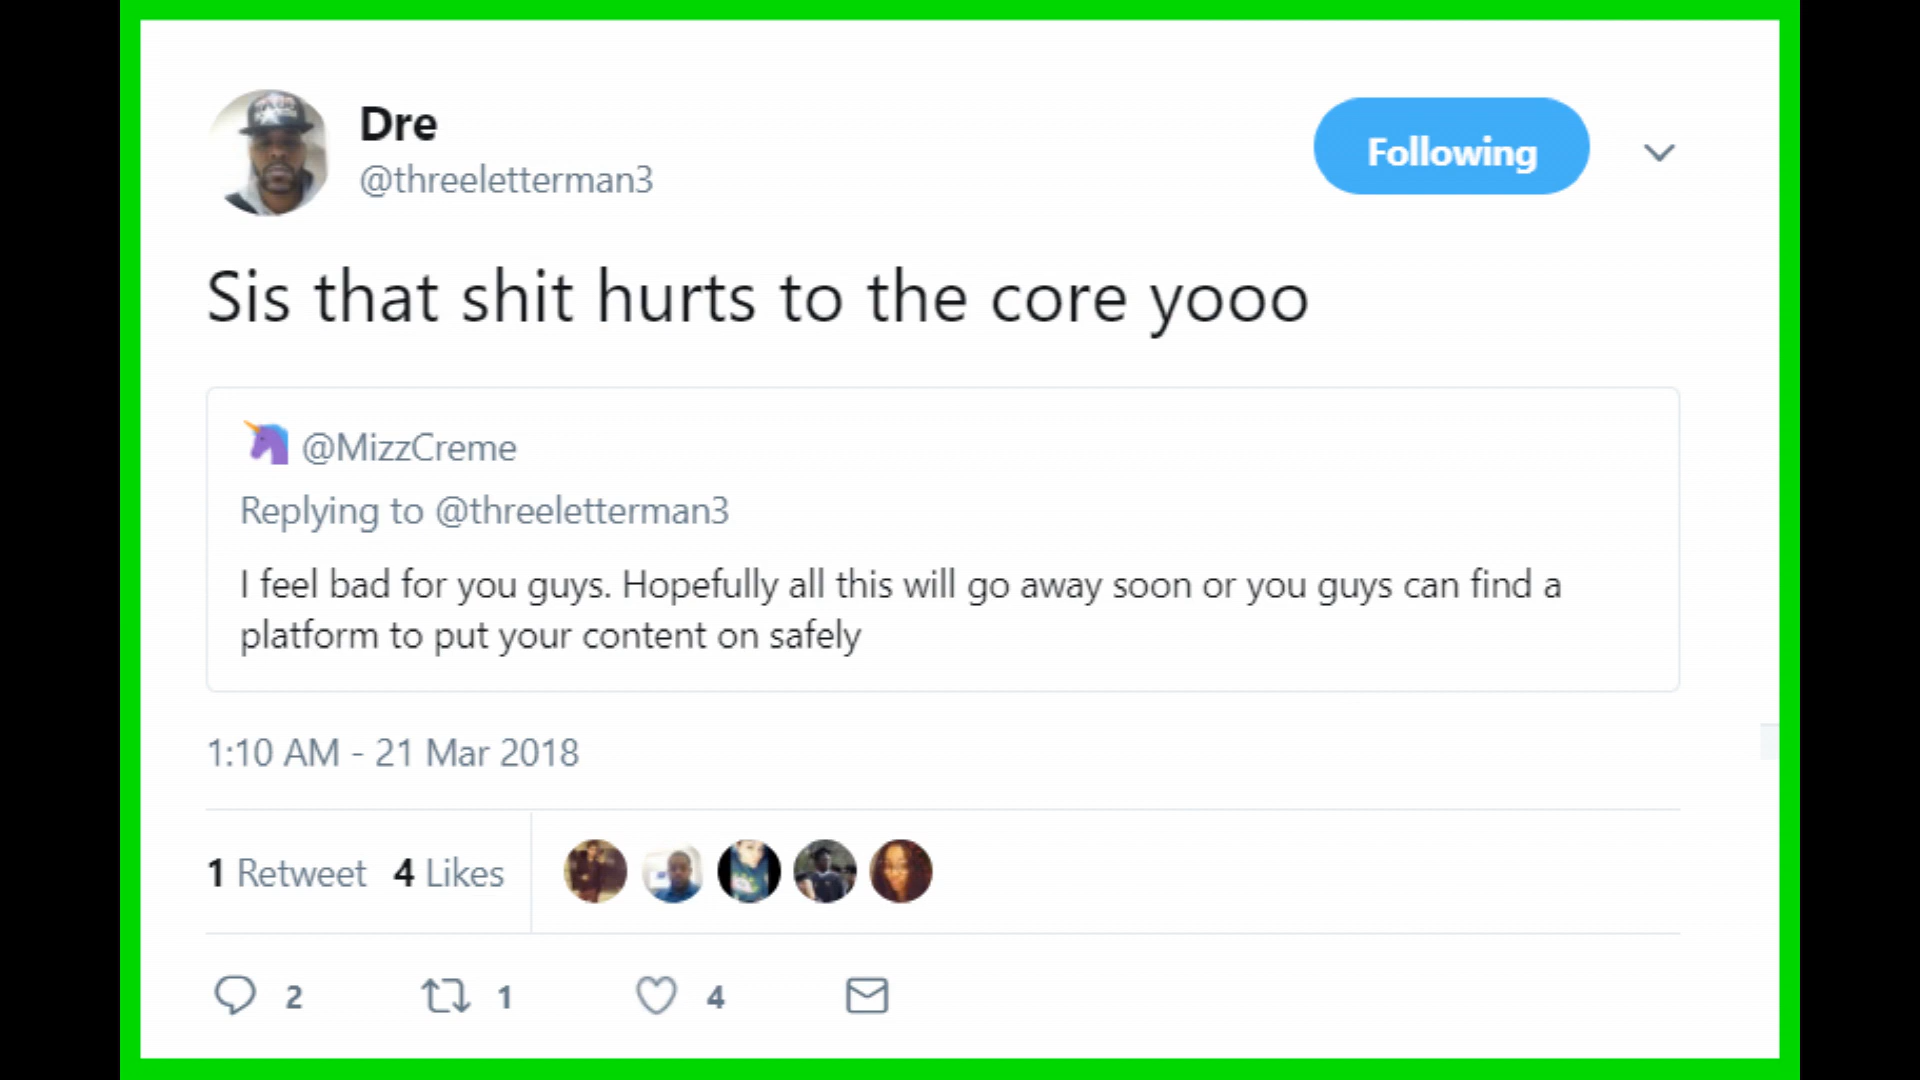 Dre
@threeletterman3
Following
Sis that shit hurts to the core yooo
@MizzCreme
Replying to @threeletterman3
I feel bad for you guys. Hopefully all this will go away soon or you guys can find a
platform to put your content on safely
1:10 AM - 21 Mar 2018
1 Retweet 4 Likes
2 1 4